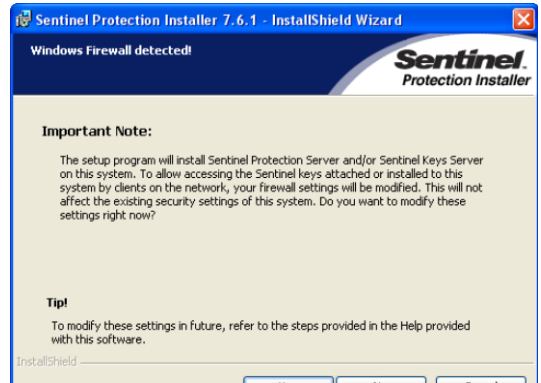 Sentinel Protection Installer 7.6.1 - InstallShield Wizard
Windows Firewall detected!
Sentinel.
Protection Installer
Important Note:
The setup program will install Sentinel Protection Server and/or Sentinel Keys Server
on this system. To allow accessing the Sentinel keys attached or installed to this
system by clients on the network, your firewall settings will be modified. This will not
affect the existing security settings of this system. Do you want to modify these
settings right now?
Tip!
To modify these settings in future, refer to the steps provided in the Help provided
with this software.
InstallShield